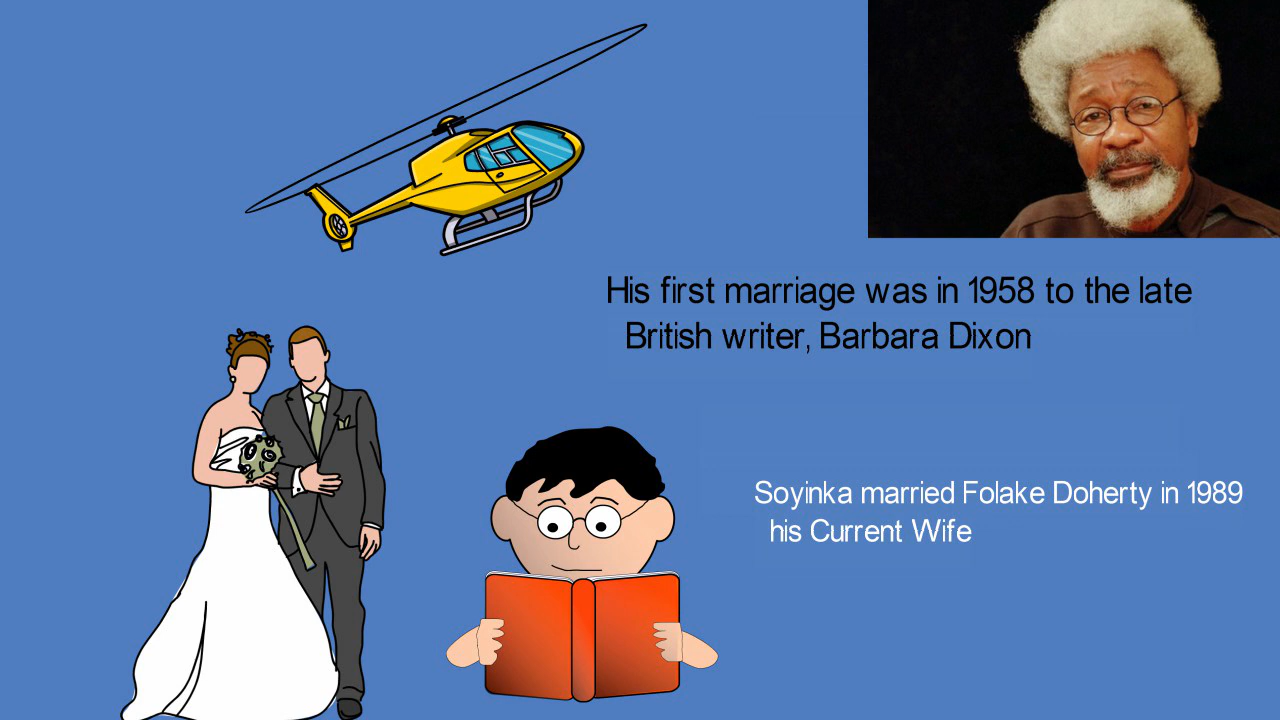 His first marriage was in 1958 to the late
British writer, Barbara Dixon
Soyinka married Folake Doherty in 1989
his Current Wife